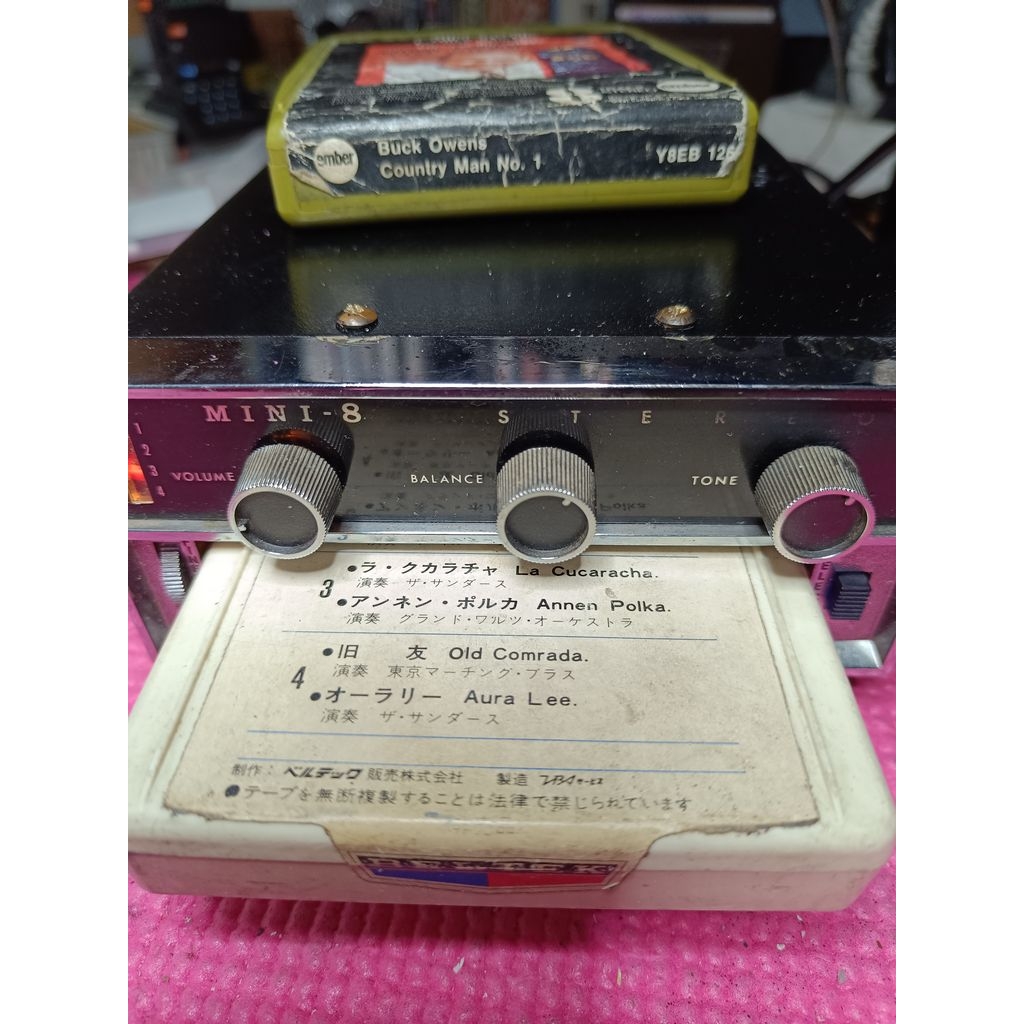 ember
Buck Owens
Country Man No. 1
Y8EB 12
MINI-8 STEREO
1
2
3
4
VOLUME
BALANCE
TONE
3
•ラ・クカラチャ La Cucaracha.
演奏 ザ・サンダース
•アンネン・ポルカ Annen Polka.
演奏 グランド・ワルツ・オーケストラ
4
•旧 友 Old Comrada.
演奏 東京マーチング・ブラス
•オーラリー Aura Lee.
演奏 ザ・サンダース
制作: ベルテック 販売株式会社 製造
●テープを無断複製することは法律で禁じられています